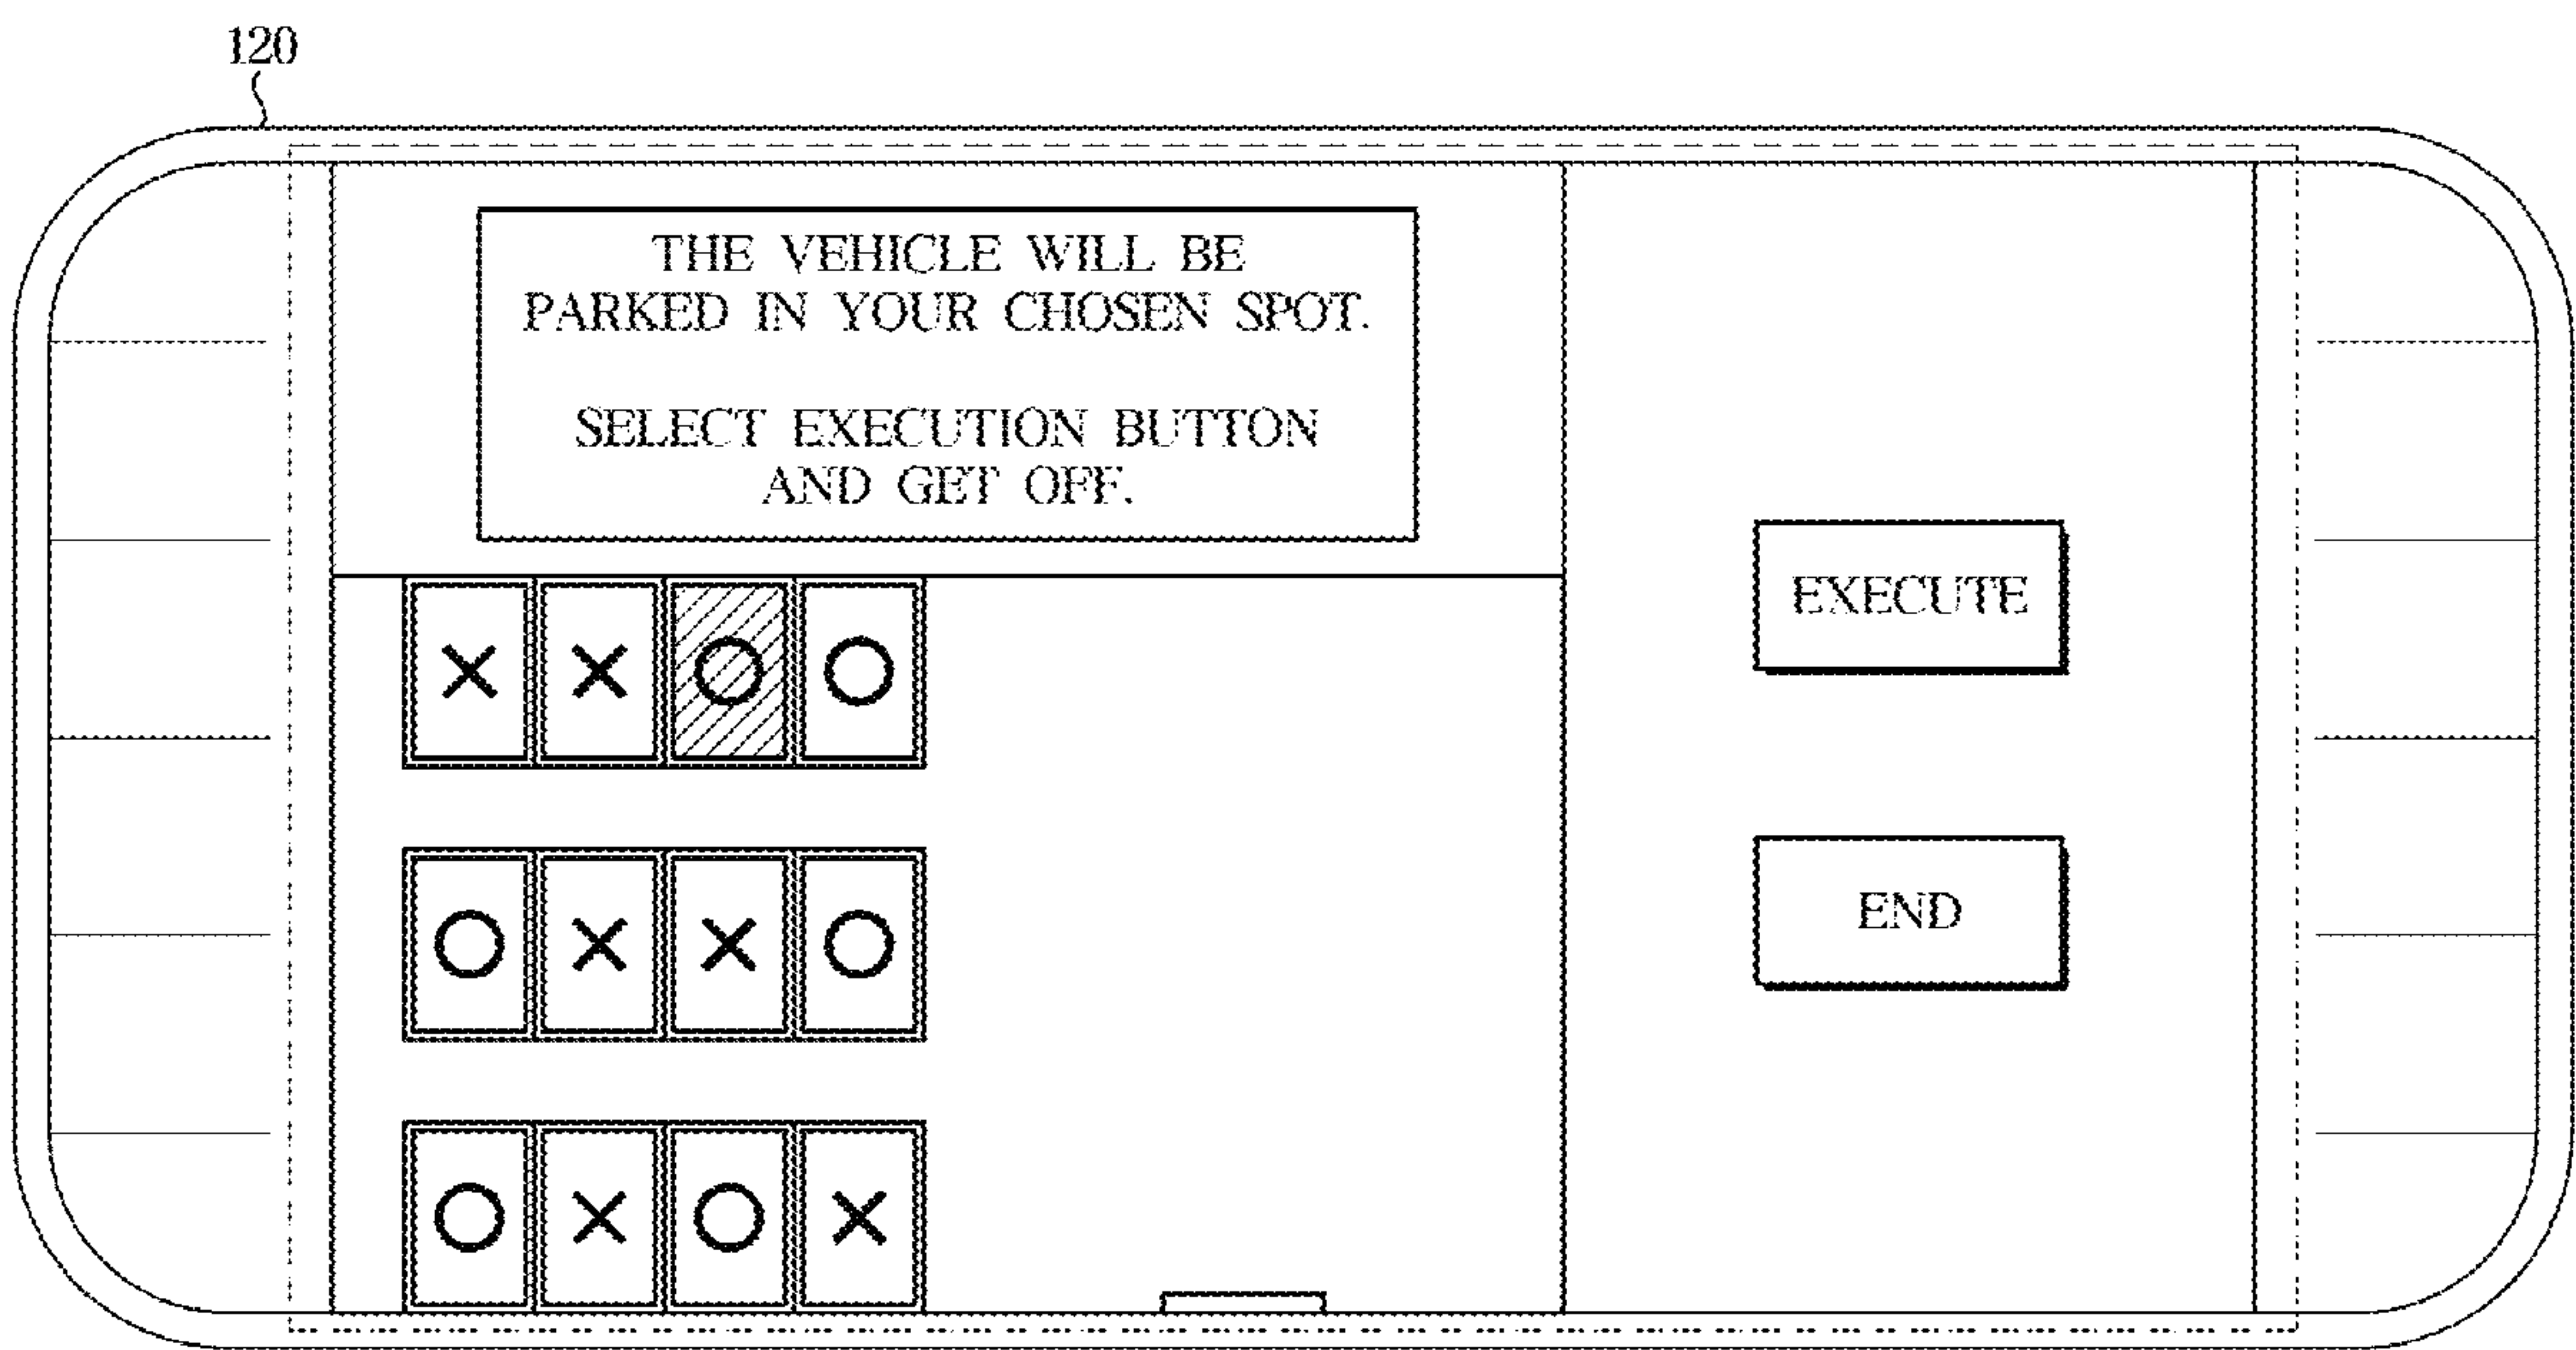 120
THE VEHICLE WILL BE
PARKED IN YOUR CHOSEN SPOT.
SELECT EXECUTION BUTTON
AND GET OFF.
EXECUTE
END